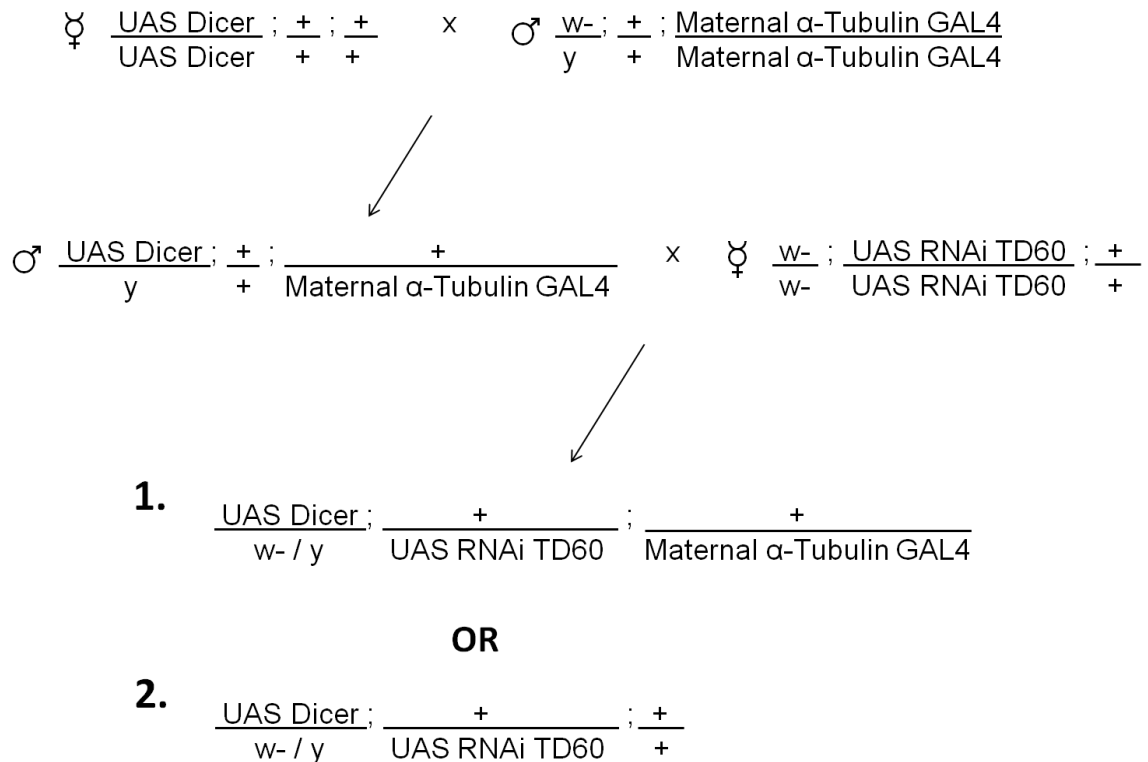 ☿ UAS Dicer ; + ; + x ♂ w- ; + ; Maternal α-Tubulin GAL4
UAS Dicer + + y + Maternal α-Tubulin GAL4
♂ UAS Dicer ; + ; + x ☿ w- ; UAS RNAi TD60 ; +
y + Maternal α-Tubulin GAL4 w- UAS RNAi TD60 +
1. UAS Dicer ; + ; +
w- / y UAS RNAi TD60 Maternal α-Tubulin GAL4
OR
2. UAS Dicer ; + ; +
w- / y UAS RNAi TD60 +